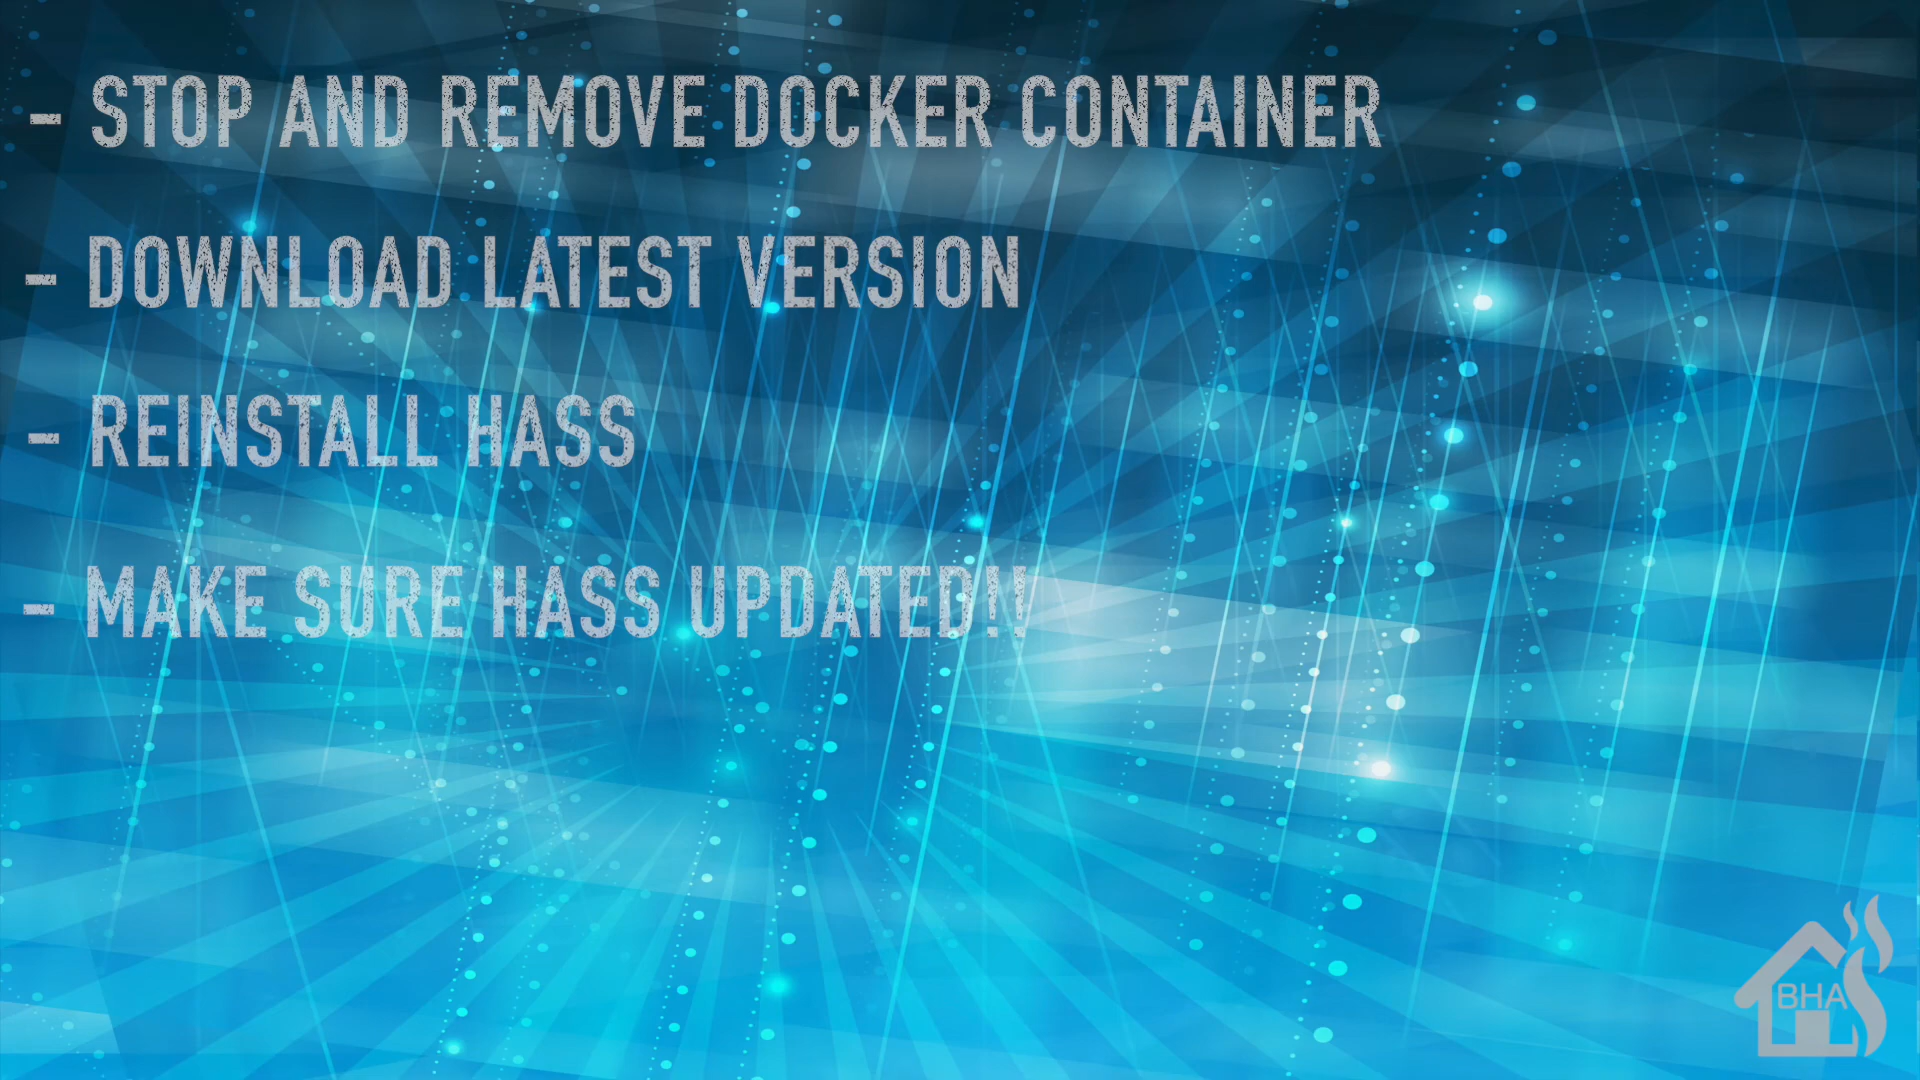 - STOP AND REMOVE DOCKER CONTAINER
- DOWNLOAD LATEST VERSION
- REINSTALL HASS
- MAKE SURE HASS UPDATED!!
BHA